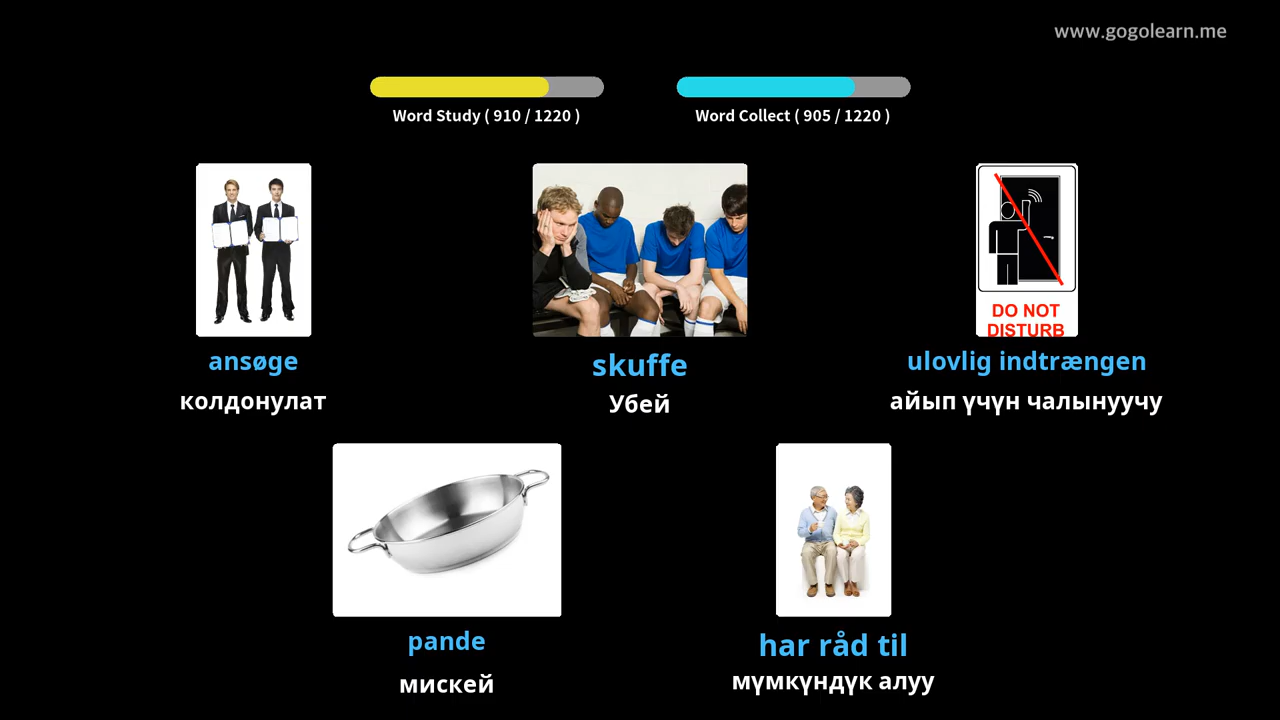 www.gogolearn.me
Word Study ( 910 / 1220 )
Word Collect ( 905 / 1220 )
DO NOT
DISTURB
ansøge
skuffe
ulovlig indtrængen
колдонулат
Убей
айып үчүн чалынуучу
pande
har råd til
мискей
мүмкүндүк алуу